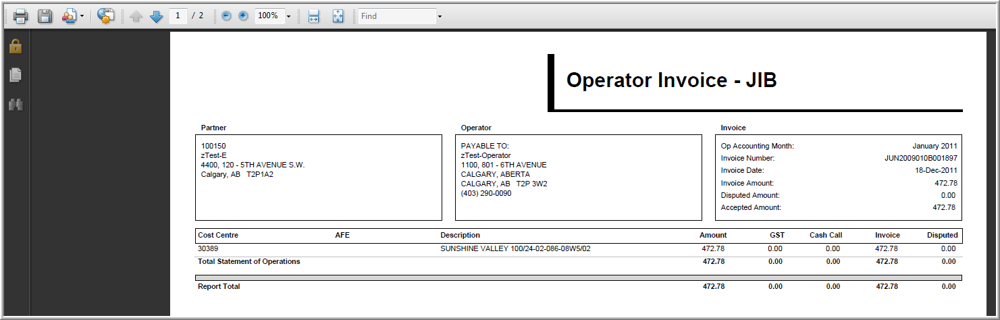 1 / 2 100% Find
Operator Invoice - JIB
Partner
100150
zTest-E
4400, 120 - 5TH AVENUE S.W.
Calgary, AB T2P1A2
Operator
PAYABLE TO:
zTest-Operator
1100, 801 - 6TH AVENUE
CALGARY, ABERTA
CALGARY, AB T2P 3W2
(403) 290-0090
Invoice
Op Accounting Month: January 2011
Invoice Number: JUN2009010B001897
Invoice Date: 18-Dec-2011
Invoice Amount: 472.78
Disputed Amount: 0.00
Accepted Amount: 472.78
Cost Centre AFE Description Amount GST Cash Call Invoice Disputed
30389 SUNSHINE VALLEY 100/24-02-086-08W5/02 472.78 0.00 0.00 472.78 0.00
Total Statement of Operations 472.78 0.00 0.00 472.78 0.00
Report Total 472.78 0.00 0.00 472.78 0.00